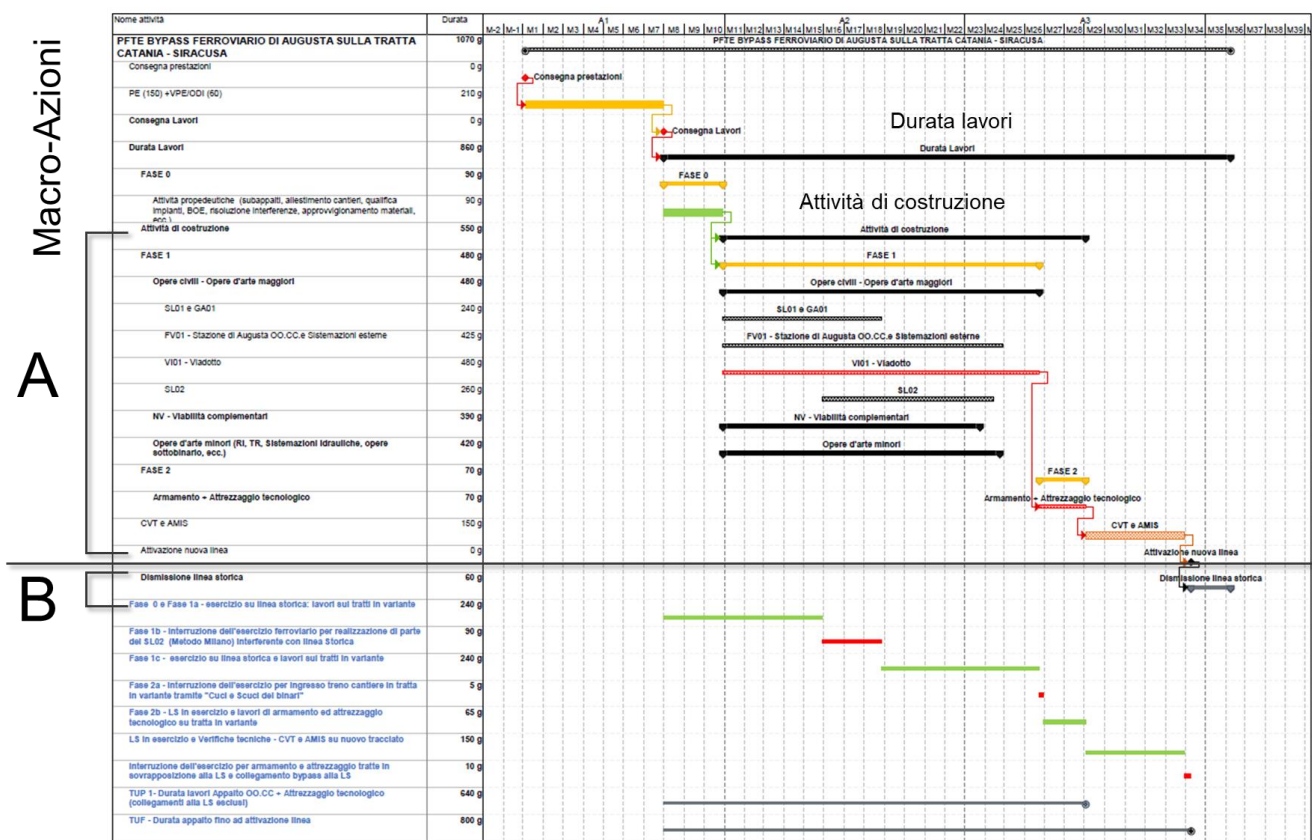 Nome attività Durata A1 A2 A3
M-2 M-1 M1 M2 M3 M4 M5 M6 M7 M8 M9 M10 M11 M12 M13 M14 M15 M16 M17 M18 M19 M20 M21 M22 M23 M24 M25 M26 M27 M28 M29 M30 M31 M32 M33 M34 M35 M36 M37 M38 M39
Macro-Azioni
PFTE BYPASS FERROVIARIO DI AUGUSTA SULLA TRATTA 1070 g PFTE BYPASS FERROVIARIO DI AUGUSTA SULLA TRATTA CATANIA - SIRACUSA
CATANIA - SIRACUSA
Consegna prestazioni 0 g Consegna prestazioni
PE (150) +VPE/ODI (60) 210 g
Consegna Lavori 0 g Consegna Lavori
Durata lavori
Durata Lavori 860 g Durata Lavori
FASE 0 90 g FASE 0
Attività propedeutiche (subappalti, allestimento cantieri, qualifica 90 g
impianti, BOE, risoluzione interferenze, approvvigionamento materiali,
ecc.)
Attività di costruzione
Attività di costruzione 550 g Attività di costruzione
FASE 1 480 g FASE 1
Opere civili - Opere d'arte maggiori 480 g Opere civili - Opere d'arte maggiori
SL01 e GA01 240 g SL01 e GA01
FV01 - Stazione di Augusta OO.CC.e Sistemazioni esterne 425 g FV01 - Stazione di Augusta OO.CC.e Sistemazioni esterne
A
VI01 - Viadotto 480 g VI01 - Viadotto
SL02 260 g SL02
NV - Viabilità complementari 390 g NV - Viabilità complementari
Opere d'arte minori (RI, TR, Sistemazioni idrauliche, opere 420 g Opere d'arte minori
sottobinario, ecc.)
FASE 2 70 g FASE 2
Armamento + Attrezzaggio tecnologico 70 g Armamento + Attrezzaggio tecnologico
CVT e AMIS 150 g CVT e AMIS
Attivazione nuova linea 0 g Attivazione nuova linea
B
Dismissione linea storica 60 g Dismissione linea storica
Fase 0 e Fase 1a - esercizio su linea storica: lavori sui tratti in variante 240 g
Fase 1b - Interruzione dell'esercizio ferroviario per realizzazione di parte 90 g
del SL02 (Metodo Milano) interferente con linea Storica
Fase 1c - esercizio su linea storica e lavori sui tratti in variante 240 g
Fase 2a - Interruzione dell'esercizio per ingresso treno cantiere in tratta 5 g
in variante tramite "Cuci e Scuci dei binari"
Fase 2b - LS in esercizio e lavori di armamento ed attrezzaggio 65 g
tecnologico su tratta in variante
LS in esercizio e Verifiche tecniche - CVT e AMIS su nuovo tracciato 150 g
Interruzione dell'esercizio per armamento e attrezzaggio tratte in 10 g
sovrapposizione alla LS e collegamento bypass alla LS
TUP 1- Durata lavori Appalto OO.CC + Attrezzaggio tecnologico 640 g
(collegamenti alla LS esclusi)
TUF - Durata appalto fino ad attivazione linea 800 g